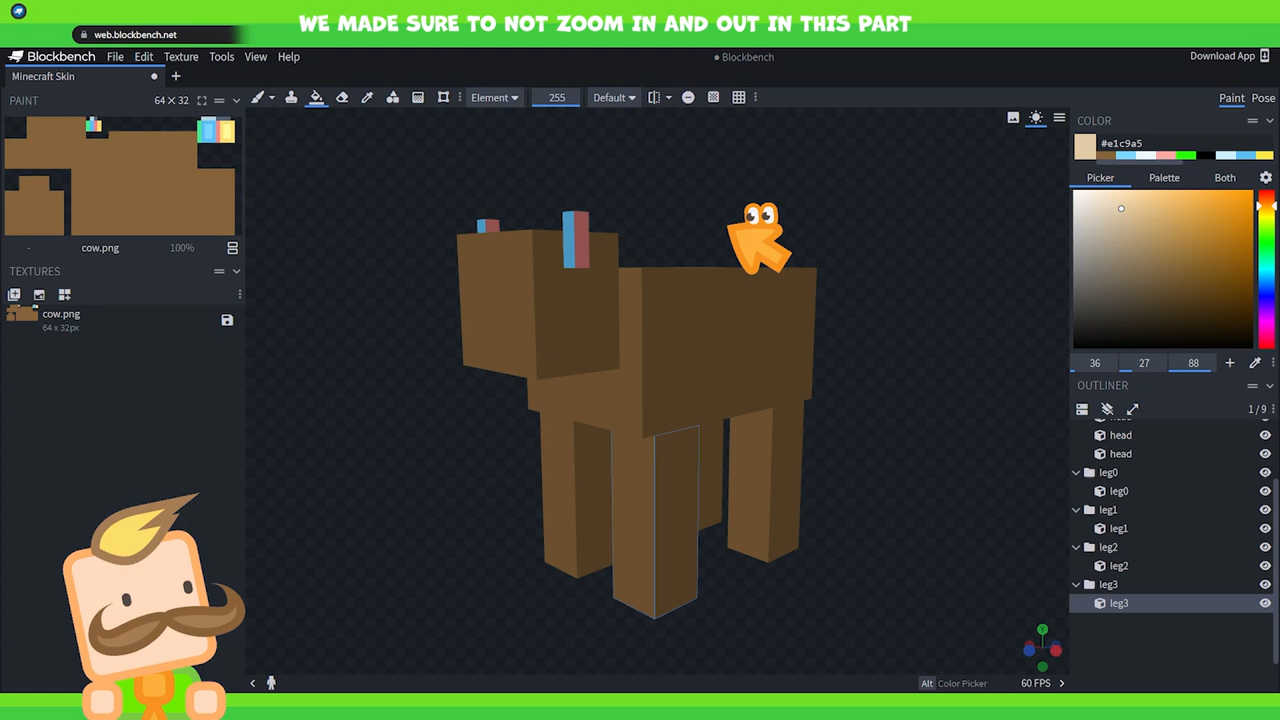 WE MADE SURE TO NOT ZOOM IN AND OUT IN THIS PART
web.blockbench.net
Blockbench File Edit Texture Tools View Help
Blockbench
Download App
Minecraft Skin
PAINT 64×32
Element 255 Default
Paint Pose
COLOR
#e1c9a5
Picker Palette Both
- cow.png 100%
TEXTURES
cow.png
64 x 32px
36 27 88
OUTLINER
1/9
head
head
leg0
leg0
leg1
leg1
leg2
leg2
leg3
leg3
Y
Alt Color Picker 60 FPS